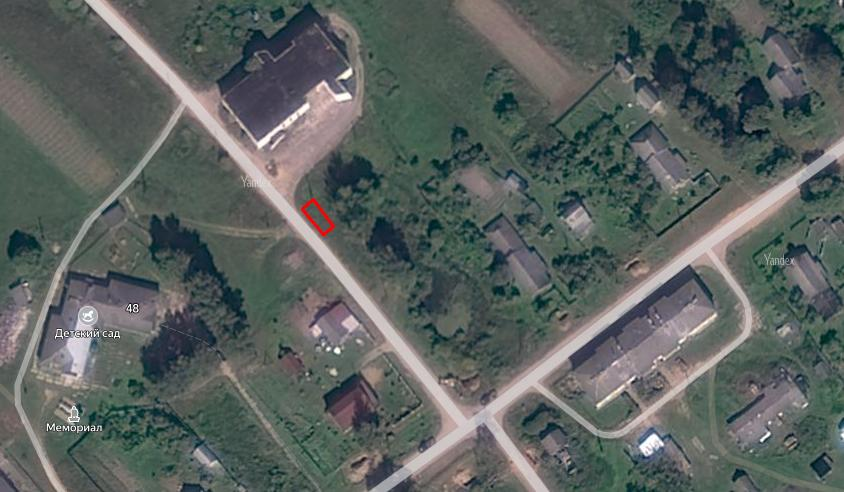 Yandex
Yandex
48
Детский сад
Мемориал